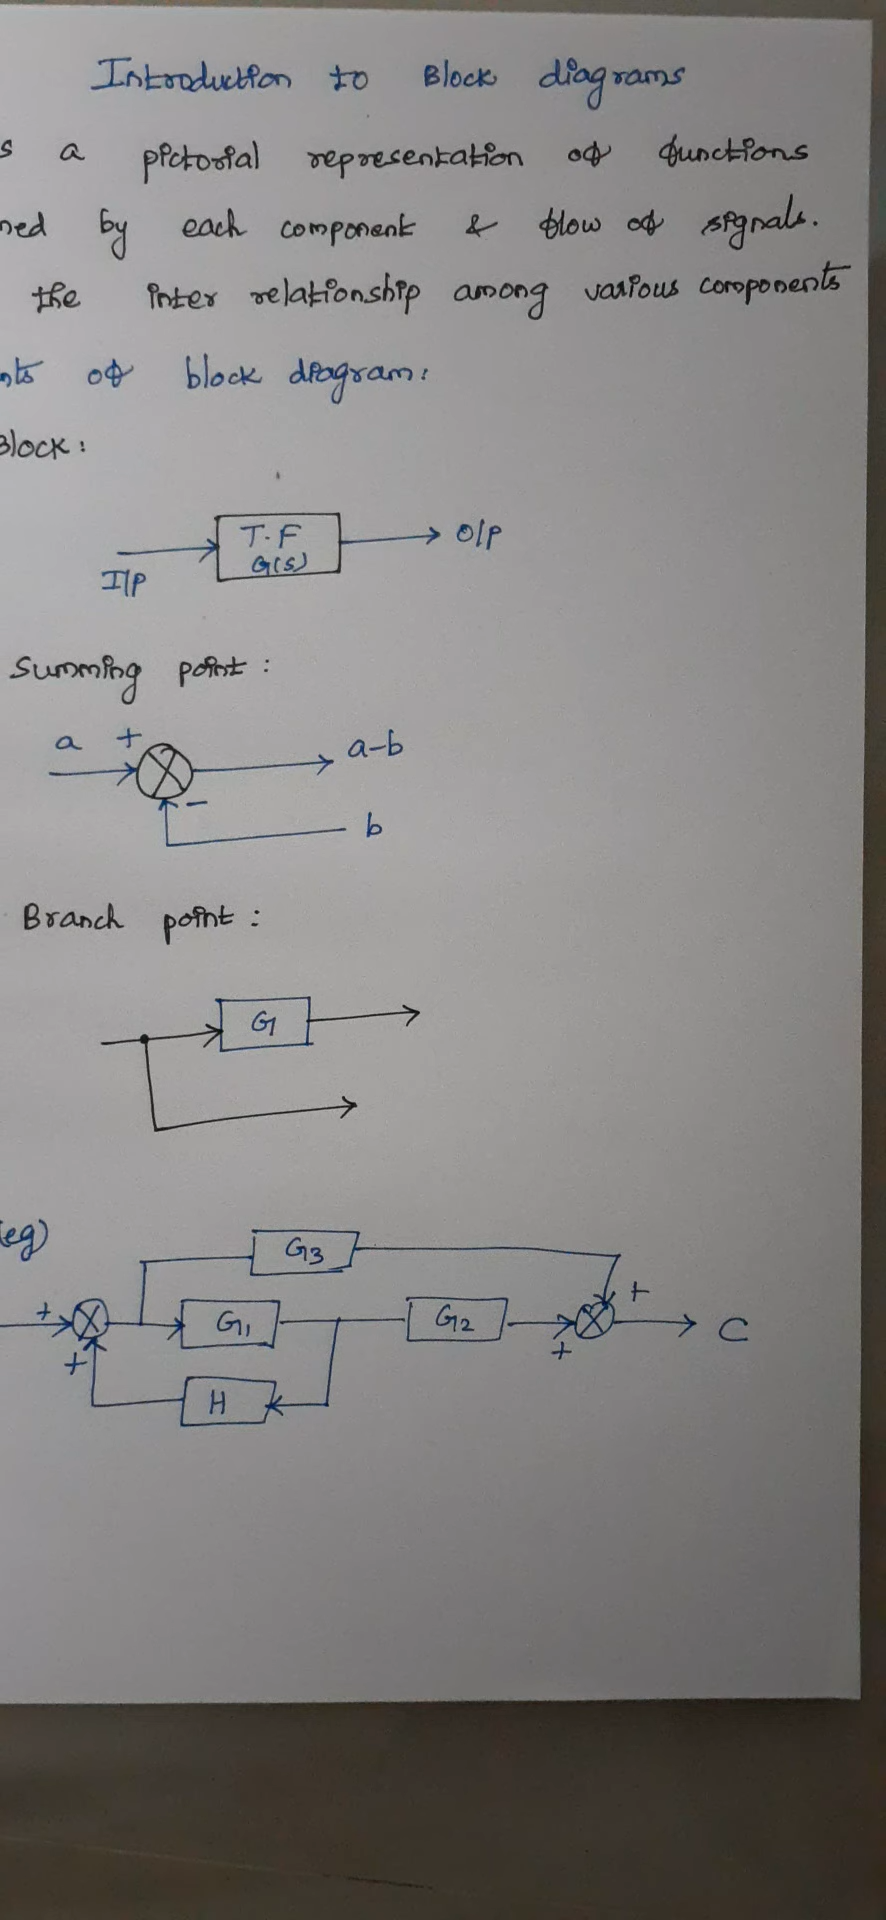 Introduction to Block diagrams
s a pictorial representation of functions
ned by each component & flow of signals.
the inter relationship among various components
nts of block diagram:
Block:
T.F
G(s)
O/P
I/P
Summing point:
a + a-b
-
b
Branch point:
G
eg)
G3
+ G1 G2 + C
+ +
H